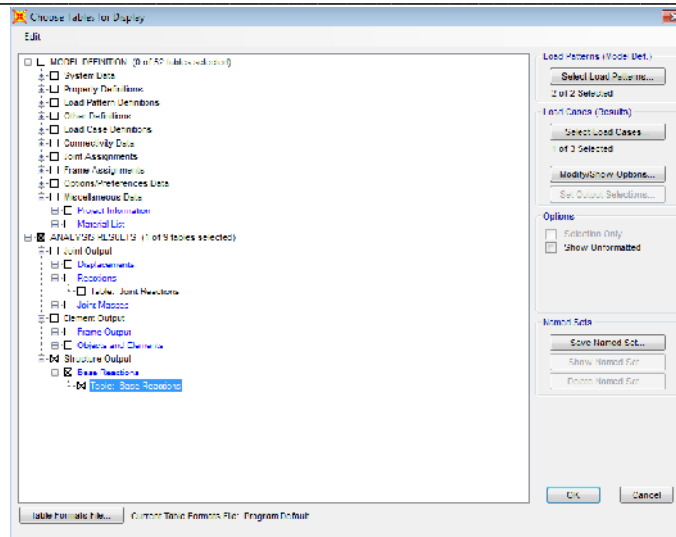 Choose Tables for Display
Edit
MODEL DEFINITION (0 of 52 tables selected)
System Data
Property Definitions
Load Pattern Definitions
Other Definitions
Load Case Definitions
Connectivity Data
Joint Assignments
Frame Assignments
Options/Preferences Data
Miscellaneous Data
Project Information
Material List
ANALYSIS RESULTS (1 of 9 tables selected)
Joint Output
Displacements
Reactions
Table: Joint Reactions
Joint Masses
Element Output
Frame Output
Objects and Elements
Structure Output
Base Reactions
Table: Base Reactions
Load Patterns (Model Def.)
Select Load Patterns...
2 of 2 Selected
Load Cases (Results)
Select Load Cases...
1 of 3 Selected
Modify/Show Options...
Set Output Selections...
Options
Selection Only
Show Unformatted
Named Sets
Save Named Set...
Show Named Set...
Delete Named Set...
OK Cancel
Table Formats File... Current Table Formats File: Program Default